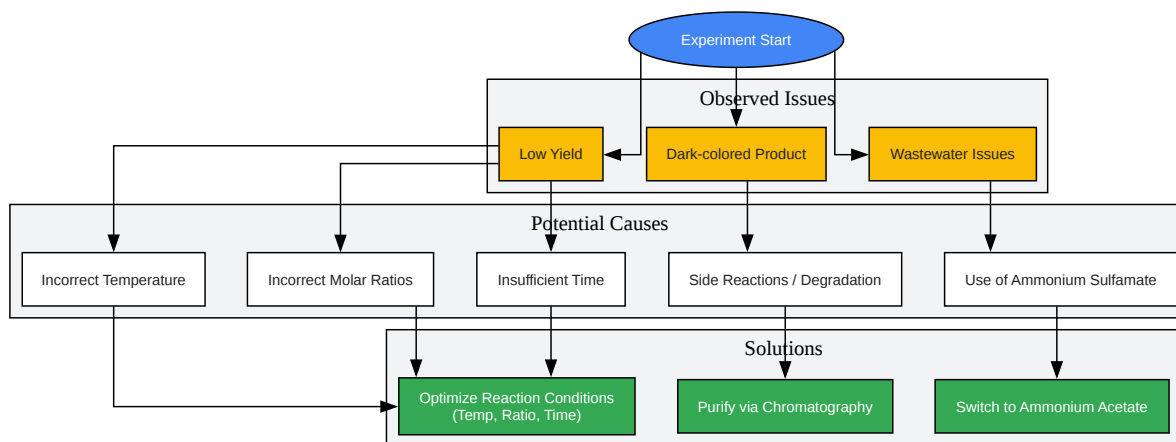 Experiment Start
Observed Issues
Low Yield
Dark-colored Product
Wastewater Issues
Potential Causes
Incorrect Temperature
Incorrect Molar Ratios
Insufficient Time
Side Reactions / Degradation
Use of Ammonium Sulfamate
Solutions
Optimize Reaction Conditions
(Temp, Ratio, Time)
Purify via Chromatography
Switch to Ammonium Acetate